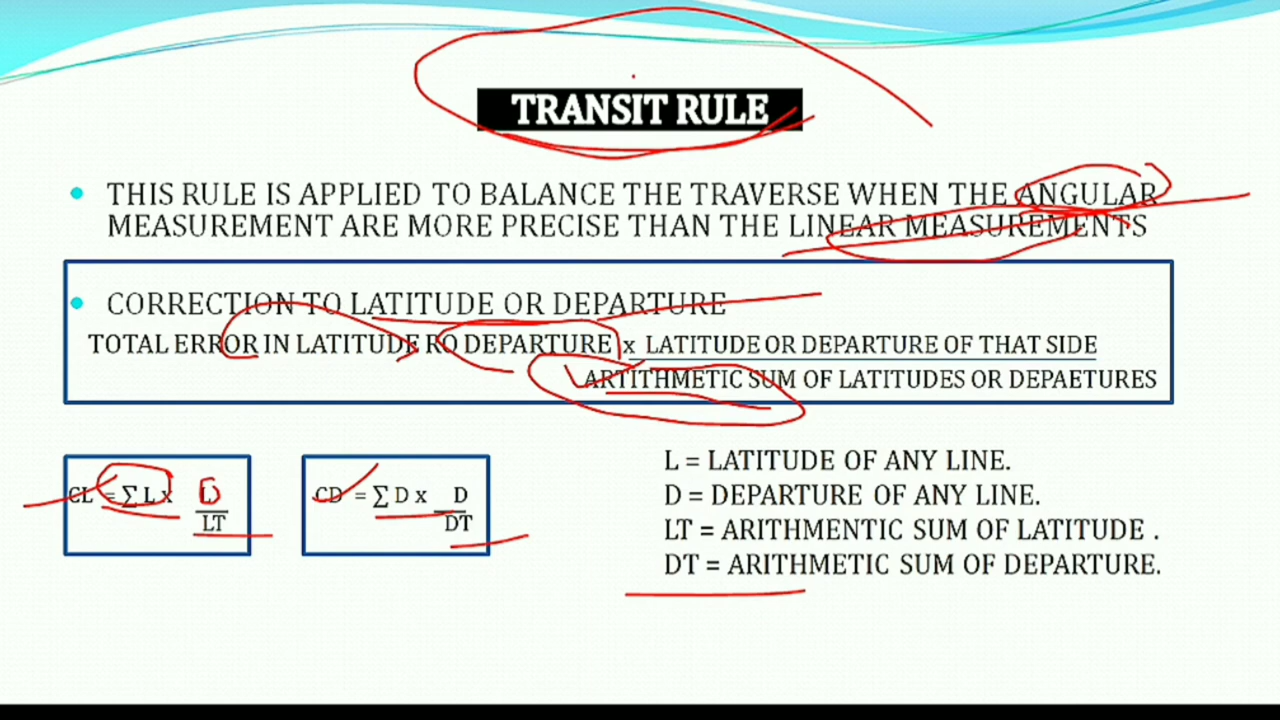 TRANSIT RULE
THIS RULE IS APPLIED TO BALANCE THE TRAVERSE WHEN THE ANGULAR
MEASUREMENT ARE MORE PRECISE THAN THE LINEAR MEASUREMENTS
CORRECTION TO LATITUDE OR DEPARTURE
TOTAL ERROR IN LATITUDE RO DEPARTURE x LATITUDE OR DEPARTURE OF THAT SIDE
ARTITHMETIC SUM OF LATITUDES OR DEPAETURES
CL = ∑ L x
LT
CD = ∑ D x D
DT
L = LATITUDE OF ANY LINE.
D = DEPARTURE OF ANY LINE.
LT = ARITHMENTIC SUM OF LATITUDE .
DT = ARITHMETIC SUM OF DEPARTURE.